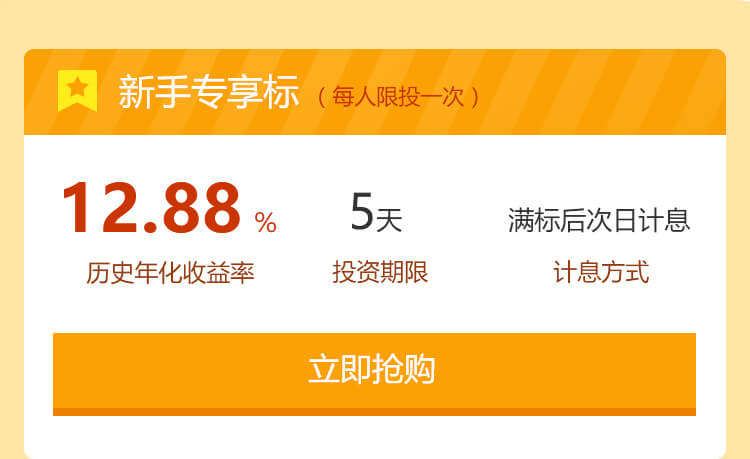 新手专享标（每人限投一次）
12.88 % 5天 满标后次日计息
历史年化收益率 投资期限 计息方式
立即抢购